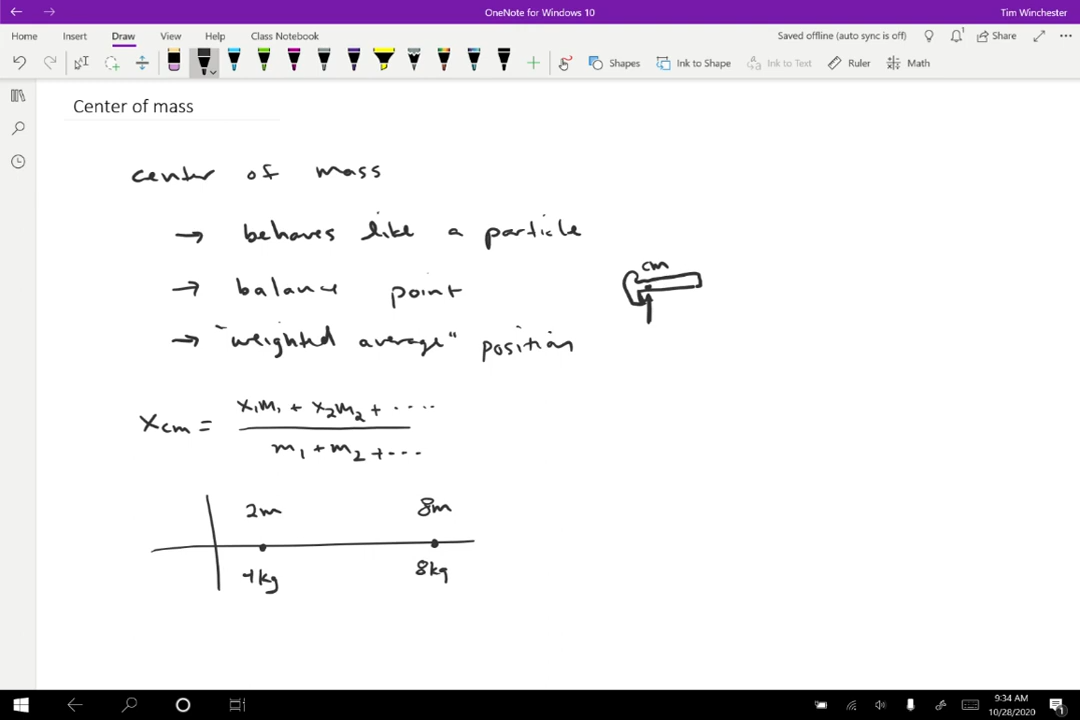 OneNote for Windows 10
Tim Winchester
Home Insert Draw View Help Class Notebook
Saved offline (auto sync is off)
Share
Shapes
Ink to Shape
Ink to Text
Ruler
Math
Center of mass
center of mass
→ behaves like a particle
→ balance point
cm
→ "weighted average" position
Xcm = (x₁m₁ + x₂m₂ + ....) / (m₁ + m₂ + ...)
2m 8m
4kg 8kg
9:34 AM
10/28/2020